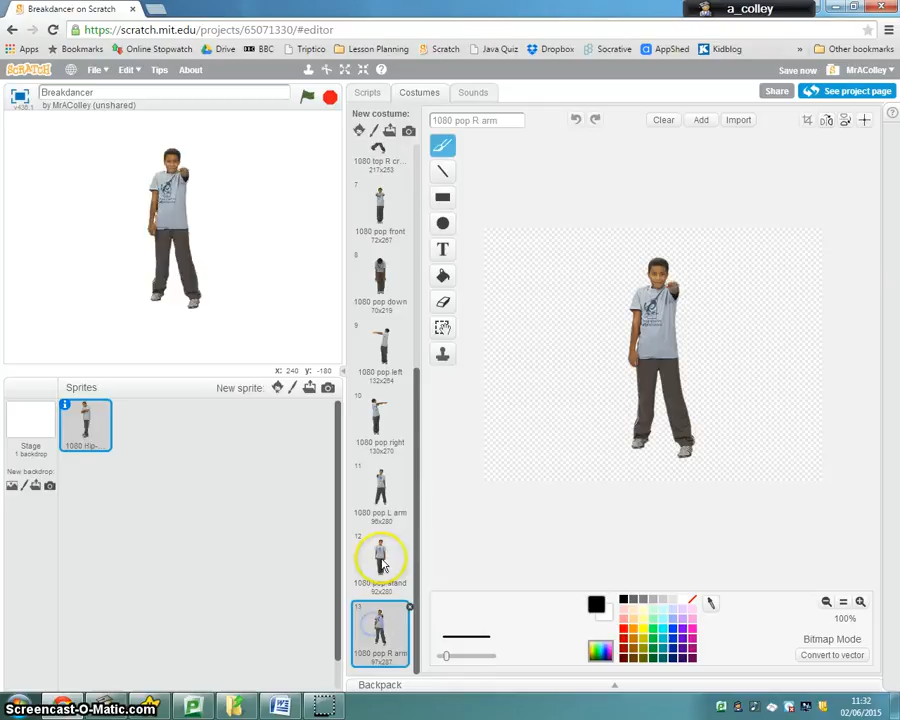 Breakdancer on Scratch
a_colley
https://scratch.mit.edu/projects/65071330/#editor
Apps
Bookmarks
Online Stopwatch
Drive
BBC
Triptico
Lesson Planning
Scratch
Java Quiz
Dropbox
Socrative
AppShed
Kidblog
Other bookmarks
SCRATCH
File
Edit
Tips
About
Save now
MrAColley
Breakdancer
by MrAColley (unshared)
v436.1
Scripts
Costumes
Sounds
Share
See project page
New costume:
1080 pop R arm
Clear
Add
Import
1080 top R cr...
217x253
7
1080 pop front
72x267
8
1080 pop down
70x219
9
1080 pop left
132x264
10
1080 pop right
130x270
11
1080 pop L arm
96x280
12
1080 pop stand
92x280
13
1080 pop R arm
97x287
T
x: 240 y: -180
Sprites
New sprite:
Stage
1 backdrop
New backdrop:
1080 Hip-
100%
Bitmap Mode
Convert to vector
Backpack
Screencast-O-Matic.com
11:32
02/06/2015